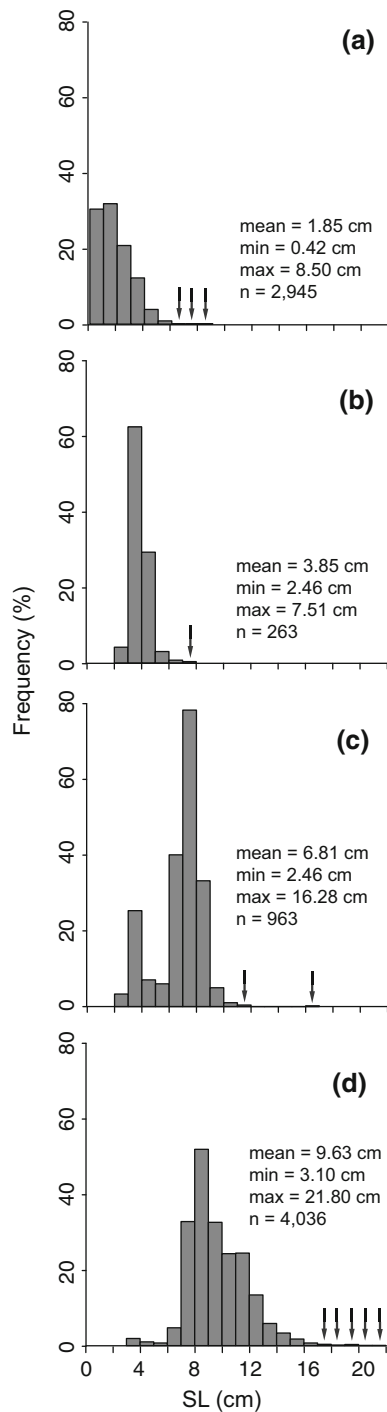 80
(a)
60
40
mean = 1.85 cm
min = 0.42 cm
max = 8.50 cm
n = 2,945
20
0
80
(b)
60
40
mean = 3.85 cm
min = 2.46 cm
max = 7.51 cm
n = 263
20
0
Frequency (%)
80
(c)
60
mean = 6.81 cm
min = 2.46 cm
max = 16.28 cm
n = 963
40
20
0
80
(d)
60
mean = 9.63 cm
min = 3.10 cm
max = 21.80 cm
n = 4,036
40
20
0
0 4 8 12 16 20
SL (cm)